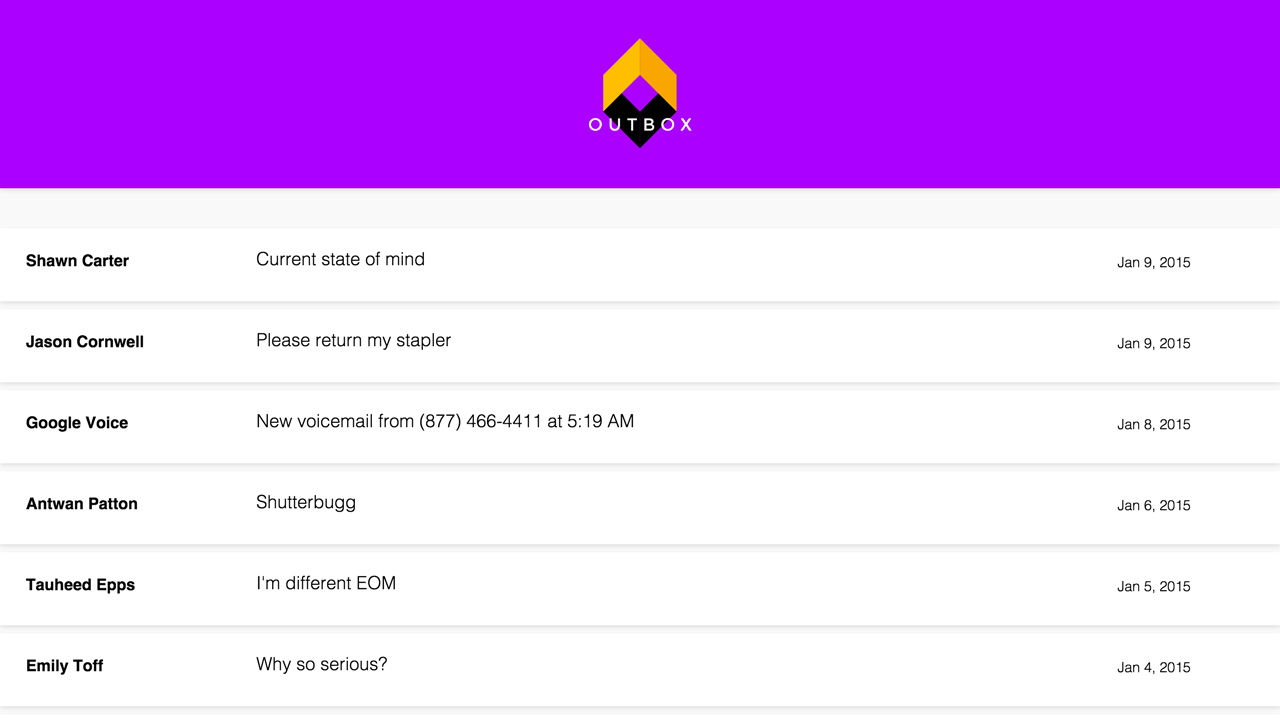 OUTBOX
Shawn Carter Current state of mind Jan 9, 2015
Jason Cornwell Please return my stapler Jan 9, 2015
Google Voice New voicemail from (877) 466-4411 at 5:19 AM Jan 8, 2015
Antwan Patton Shutterbugg Jan 6, 2015
Tauheed Epps I'm different EOM Jan 5, 2015
Emily Toff Why so serious? Jan 4, 2015